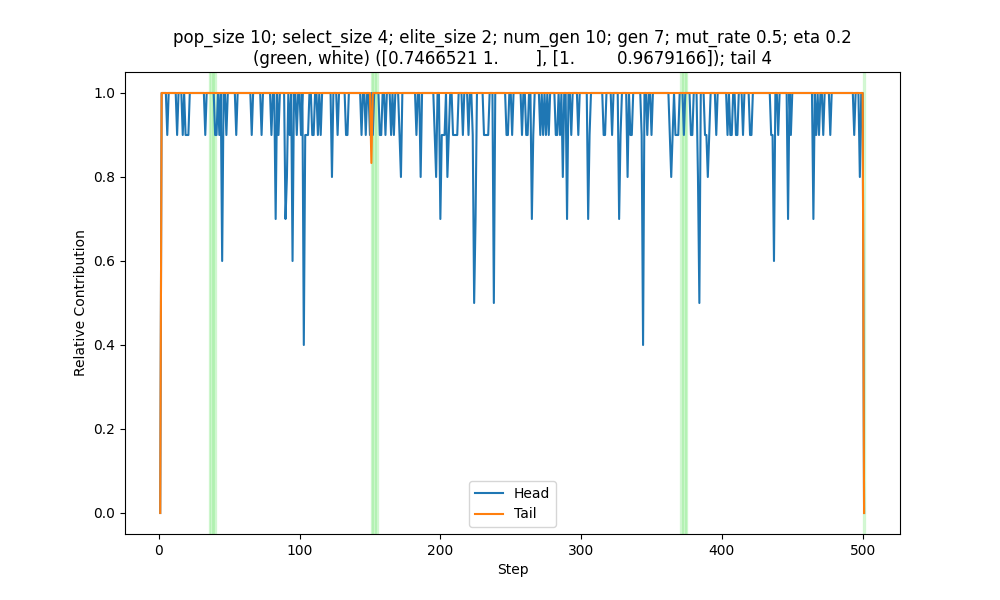 pop_size 10; select_size 4; elite_size 2; num_gen 10; gen 7; mut_rate 0.5; eta 0.2
(green, white) ([0.7466521 1.        ], [1.        0.9679166]); tail 4
Relative Contribution
1.0
0.8
0.6
0.4
0.2
0.0
Head
Tail
0 100 200 300 400 500
Step